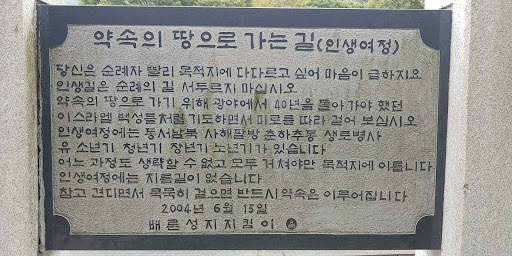 약속의 땅으로 가는 길(인생여정)
당신은 순례자 빨리 목적지에 다다르고 싶어 마음이 급하지요
인생길은 순례의 길 서두르지 마십시오
약속의 땅으로 가기 위해 광야에서 40년을 돌아 가야 했던
이스라엘 백성들처럼 기도하면서 미로를 따라 걸어 보십시오
인생여정에는 동서남북 사해팔방 춘하추동 생로병사
유 소년기 청년기 장년기 노년기가 있습니다
어느 과정도 생략할 수 없고 모두 거쳐야만 목적지에 이릅니다
인생여정에는 지름길이 없습니다
참고 견디면서 묵묵히 걸으면 반드시 약속은 이루어집니다
2004년 6월 15일
배론성지지킴이